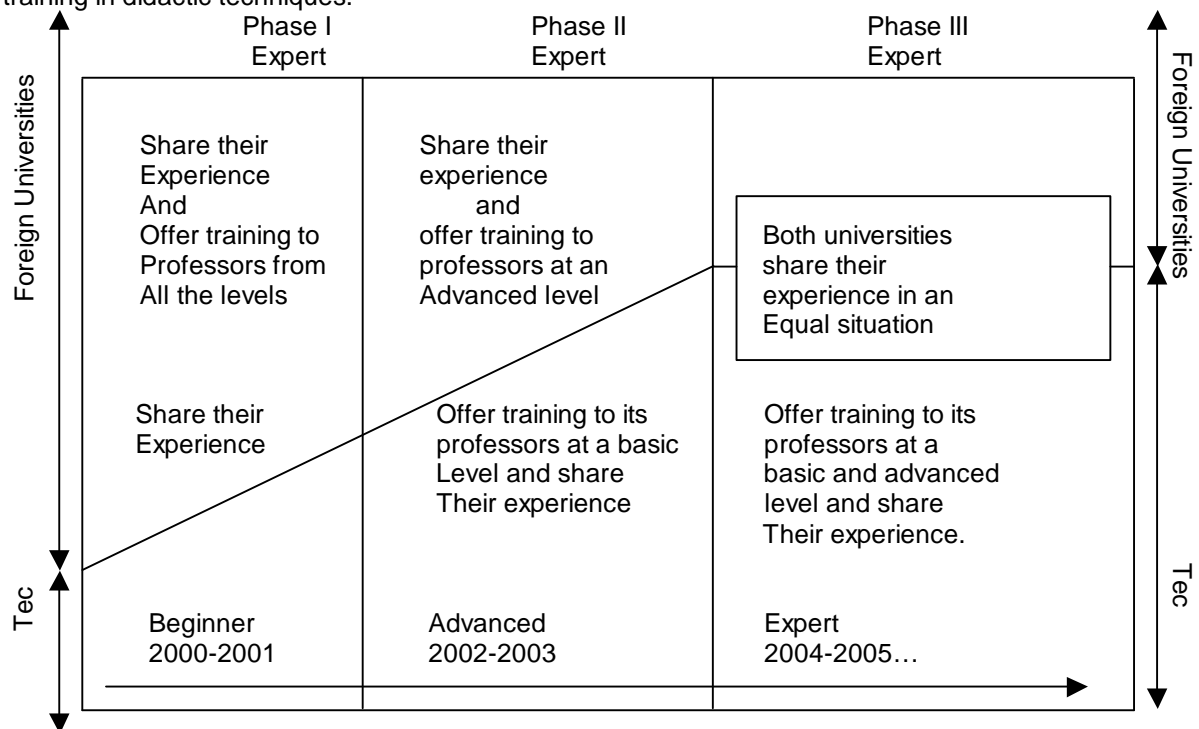 training in didactic techniques.
Phase I
Expert
Phase II
Expert
Phase III
Expert
Foreign Universities
Foreign Universities
Share their
Experience
And
Offer training to
Professors from
All the levels
Share their
experience
and
offer training to
professors at an
Advanced level
Both universities
share their
experience in an
Equal situation
Share their
Experience
Offer training to its
professors at a basic
Level and share
Their experience
Offer training to its
professors at a
basic and advanced
level and share
Their experience.
Tec
Tec
Beginner
2000-2001
Advanced
2002-2003
Expert
2004-2005…